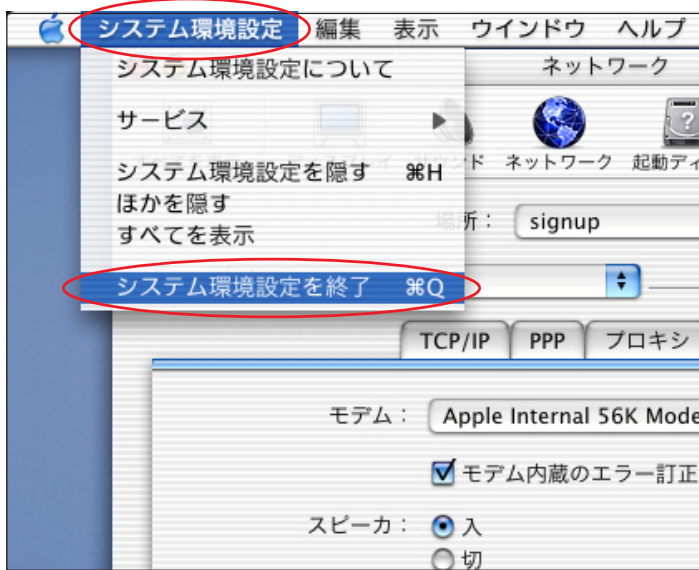 システム環境設定 編集 表示 ウインドウ ヘルプ
システム環境設定について
ネットワーク
サービス
システム環境設定を隠す ⌘H
ほかを隠す
すべてを表示
システム環境設定を終了 ⌘Q
サウンド ネットワーク 起動ディ
場所： signup
TCP/IP PPP プロキシ
モデム： Apple Internal 56K Mode
モデム内蔵のエラー訂正
スピーカ： 入
切